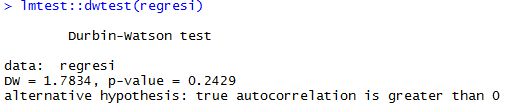 > lmtest::dwtest(regresi)
Durbin-Watson test
data:  regresi
DW = 1.7834, p-value = 0.2429
alternative hypothesis: true autocorrelation is greater than 0